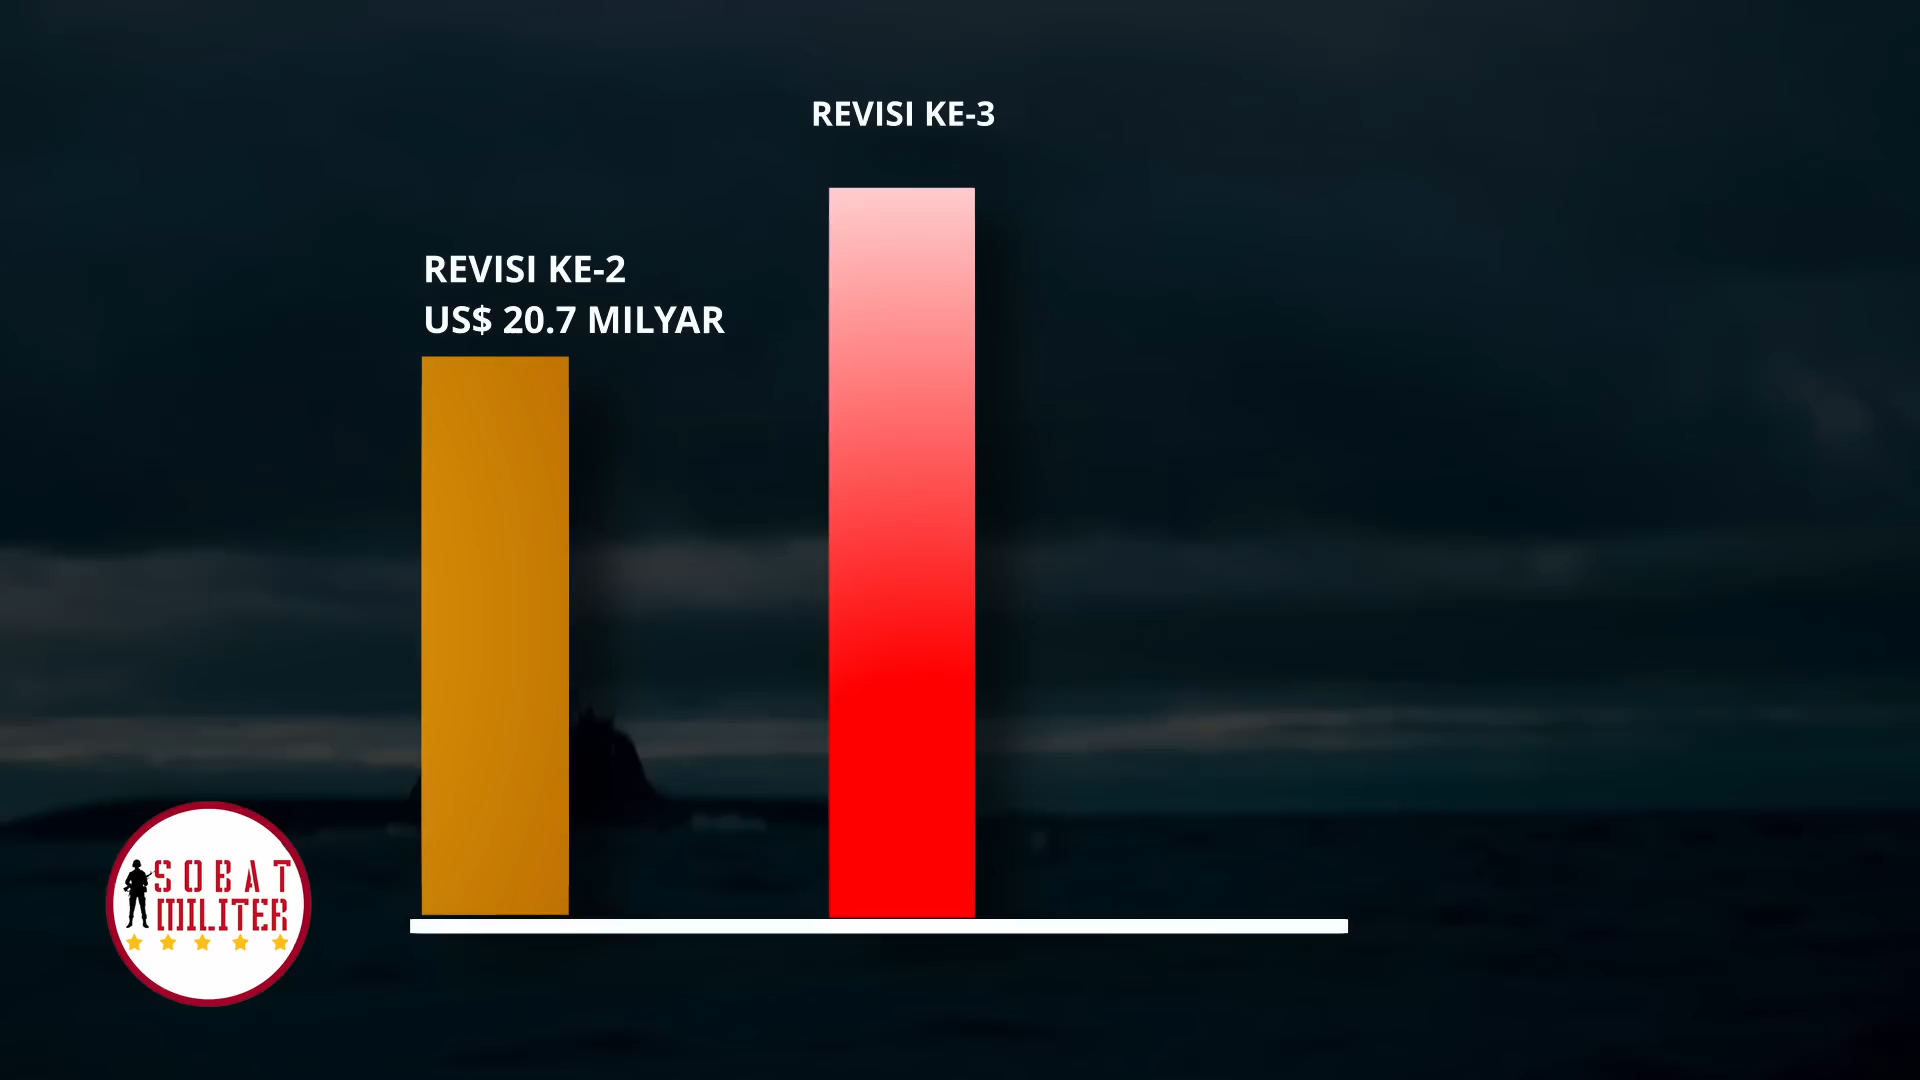 REVISI KE-3
REVISI KE-2
US$ 20.7 MILYAR
SOBAT
MILITER